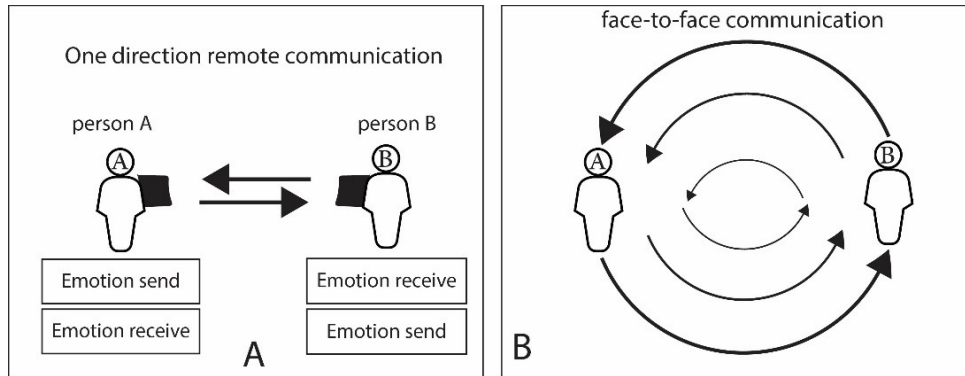 One direction remote communication
person A
person B
A
B
Emotion send
Emotion receive
Emotion receive
Emotion send
A
face-to-face communication
A
B
B